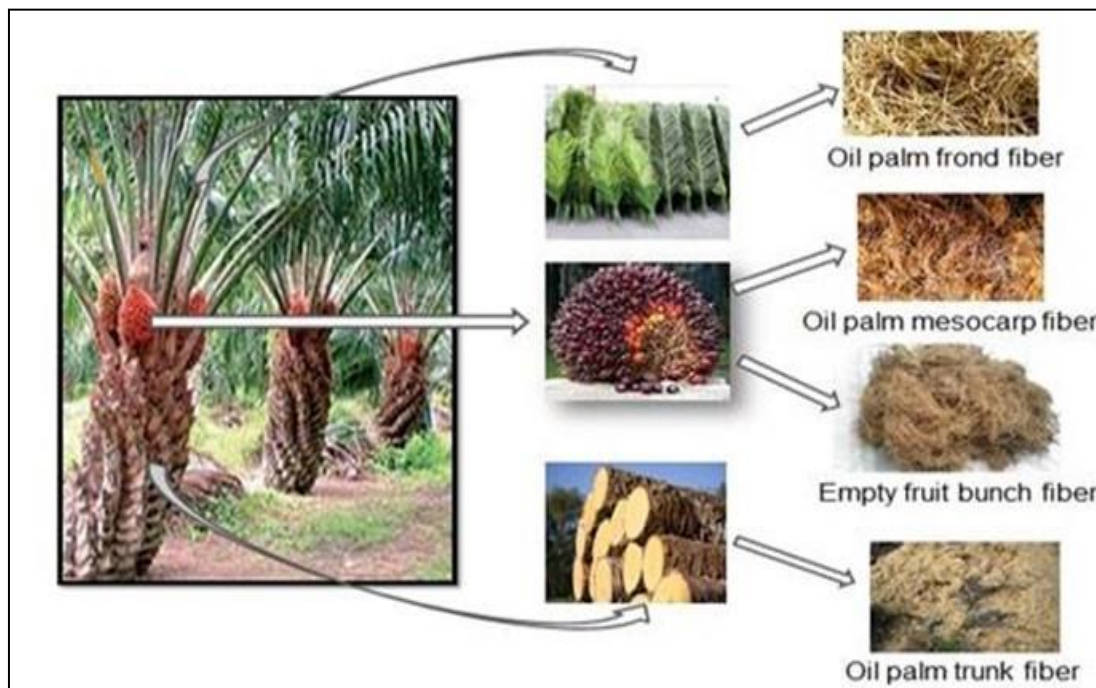 Oil palm frond fiber
Oil palm mesocarp fiber
Empty fruit bunch fiber
Oil palm trunk fiber